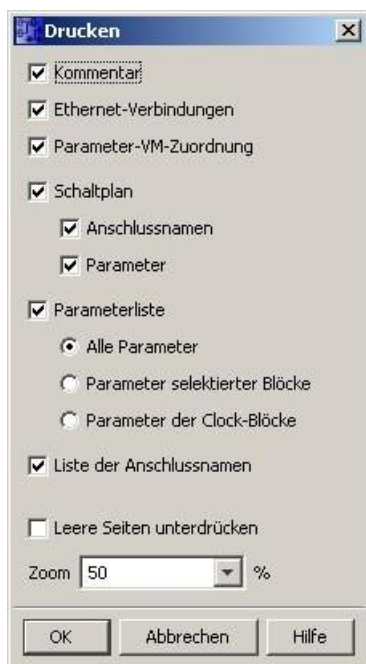 Drucken
Kommentar
Ethernet-Verbindungen
Parameter-VM-Zuordnung
Schaltplan
Anschlussnamen
Parameter
Parameterliste
Alle Parameter
Parameter selektierter Blöcke
Parameter der Clock-Blöcke
Liste der Anschlussnamen
Leere Seiten unterdrücken
Zoom 50 %
OK Abbrechen Hilfe